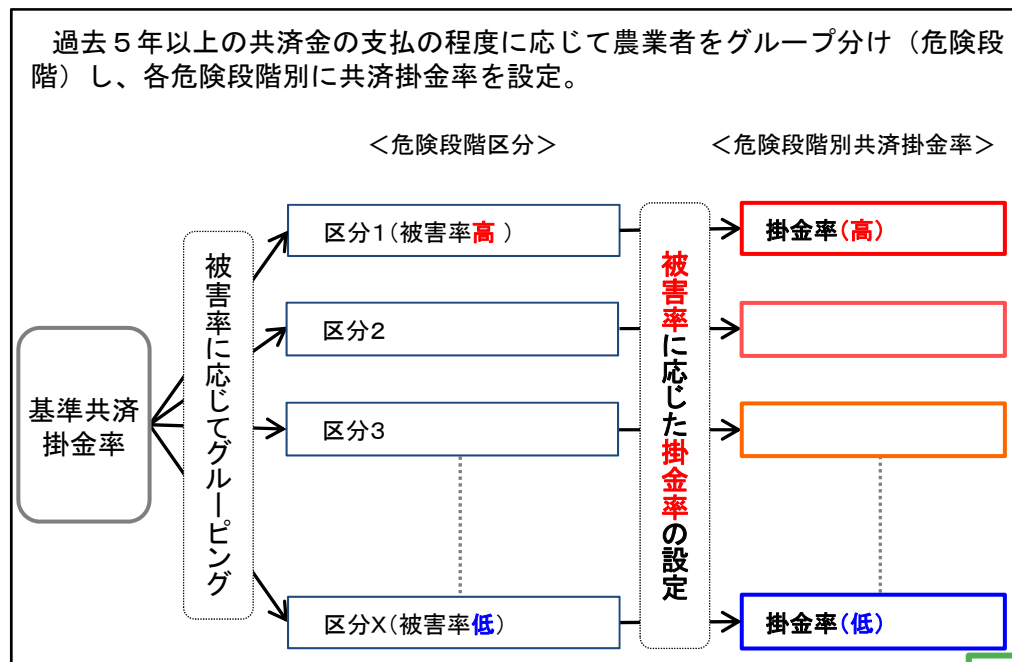 過去５年以上の共済金の支払の程度に応じて農業者をグループ分け（危険段
階）し、各危険段階別に共済掛金率を設定。
＜危険段階区分＞
＜危険段階別共済掛金率＞
基準共済
掛金率
被害率に応じてグルーピング
区分1(被害率高 )
区分2
区分3
区分X(被害率低)
被害率に応じた掛金率の設定
掛金率(高)
掛金率(低)